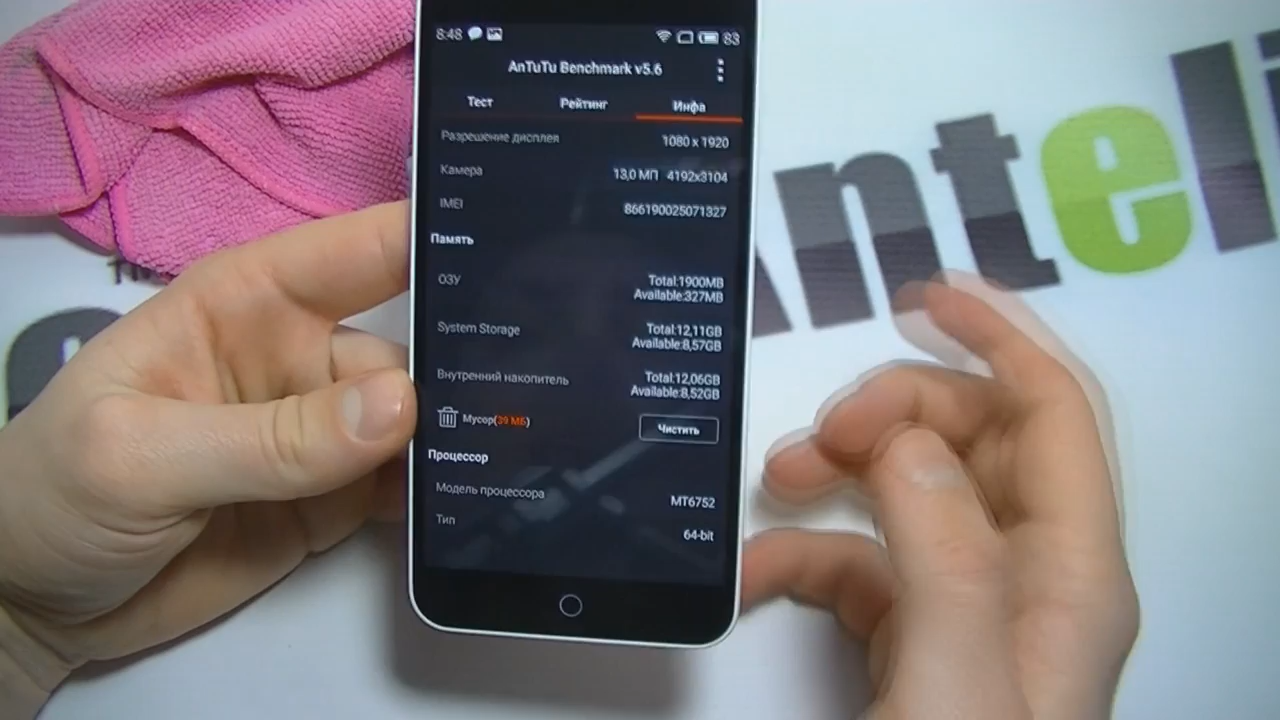 8:48 83
AnTuTu Benchmark v5.6
Тест Рейтинг Инфа
Разрешение дисплея 1080 x 1920
Камера 13,0 МП 4192x3104
IMEI 866190025071327
Память
ОЗУ Total:1900MB
Available:327MB
System Storage Total:12,11GB
Available:8,57GB
Внутренний накопитель Total:12,06GB
Available:8,52GB
Мусор(39 МБ) Чистить
Процессор
Модель процессора MT6752
Тип 64-bit
Anteli